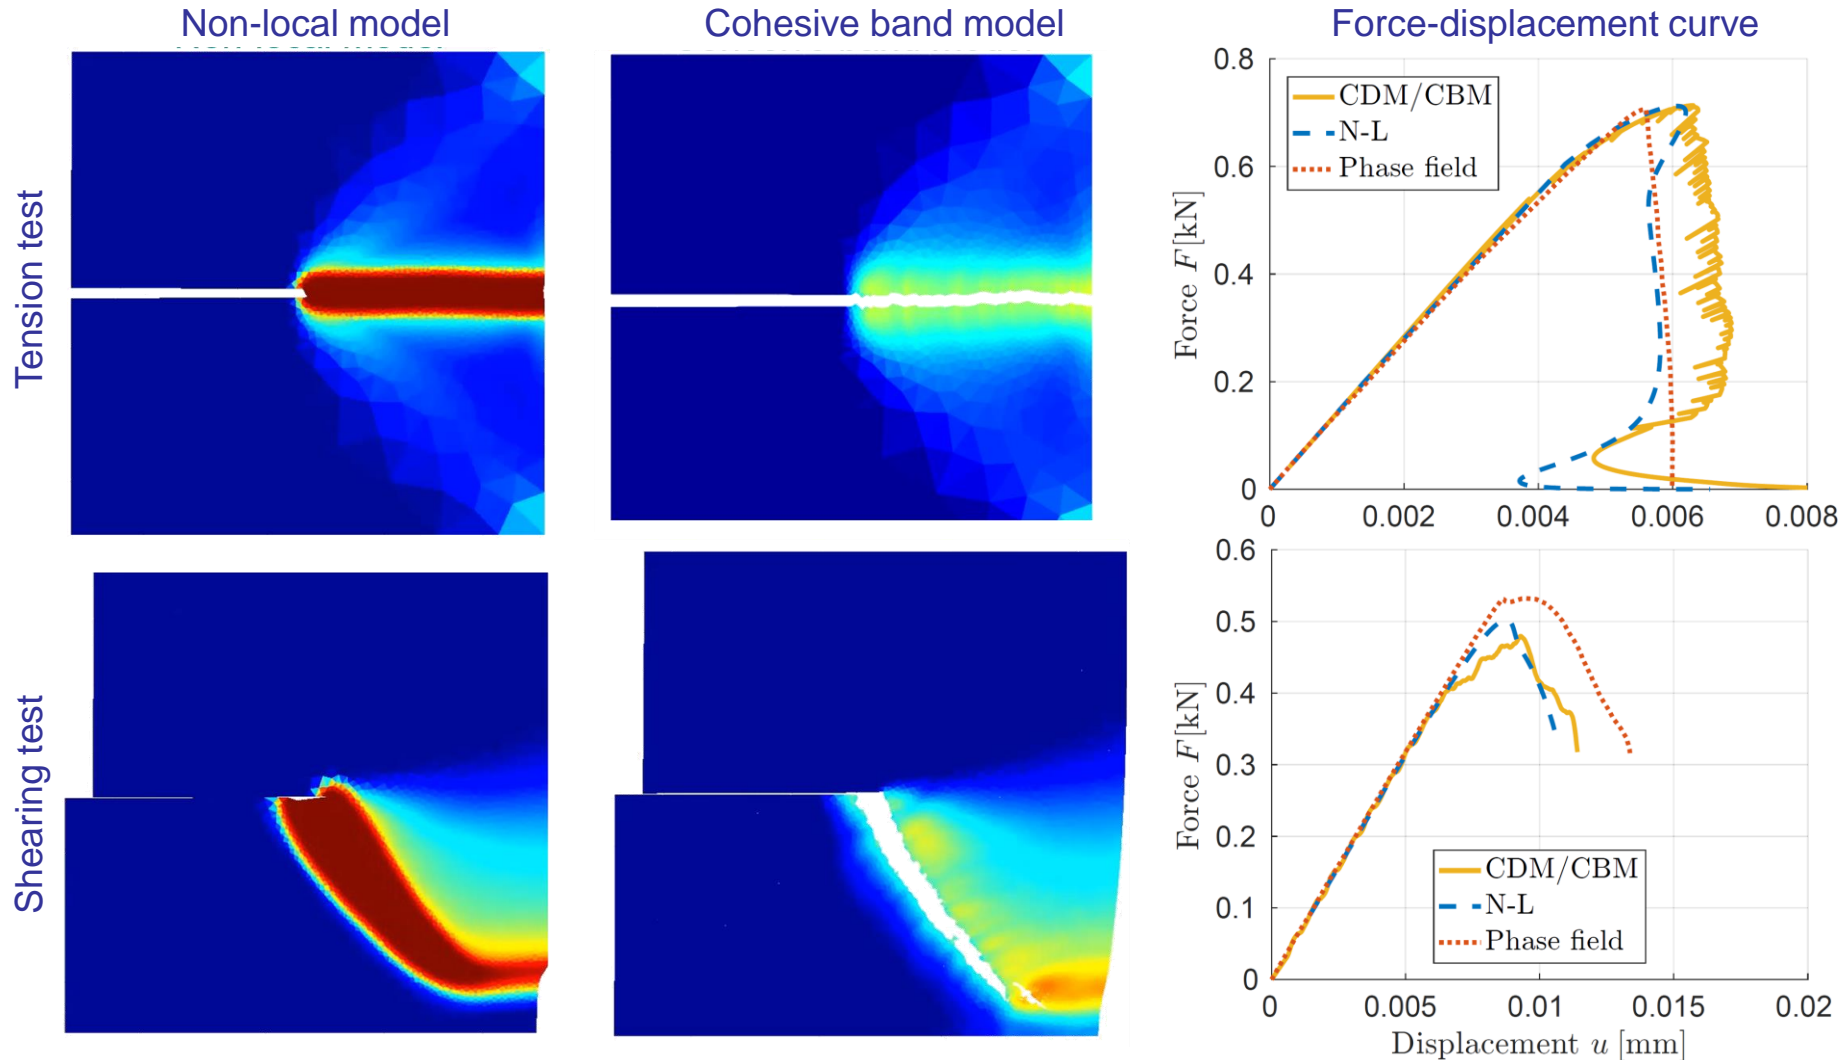 Non-local model
Cohesive band model
Force-displacement curve
Tension test
0.8
0.6
0.4
0.2
0
Force F[kN]
CDM/CBM
N-L
Phase field
0
0.002
0.004
0.006
0.008
Shearing test
0.6
0.5
0.4
0.3
0.2
0.1
0
Force F[kN]
CDM/CBM
N-L
Phase field
0
0.005
0.01
0.015
0.02
Displacement u [mm]